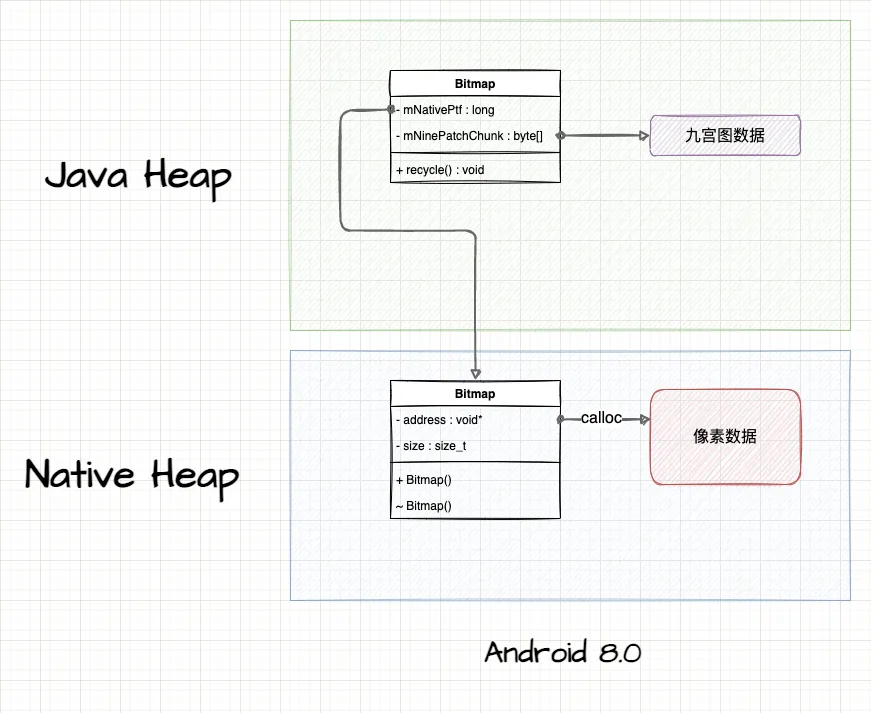 Java Heap
Bitmap
- mNativePtf : long
- mNinePatchChunk : byte[]
+ recycle() : void
九宫图数据
Native Heap
Bitmap
- address : void*
- size : size_t
+ Bitmap()
~ Bitmap()
calloc
像素数据
Android 8.0